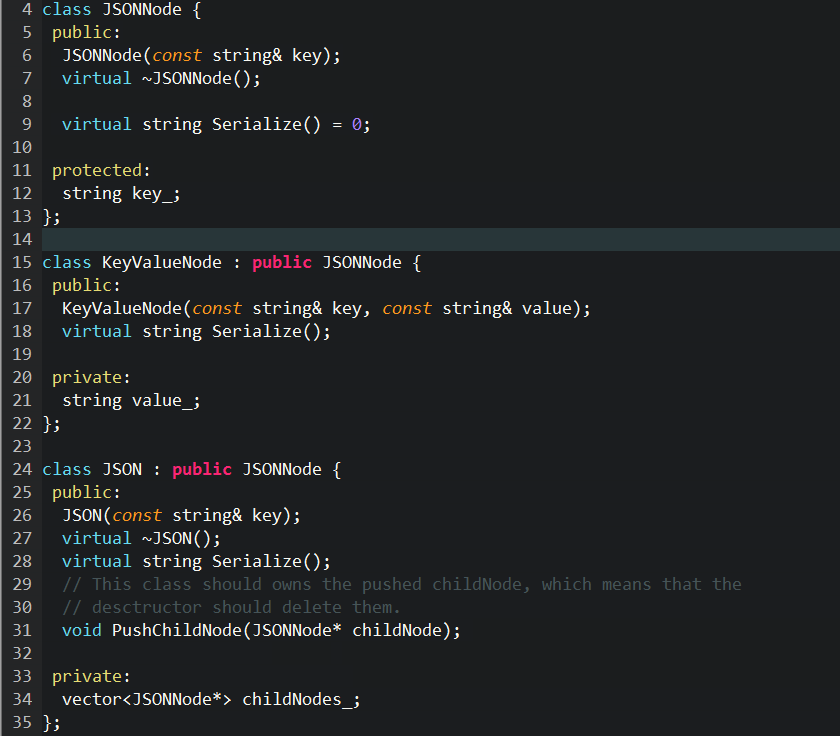 4 class JSONNode {
5  public:
6   JSONNode(const string& key);
7   virtual ~JSONNode();
8
9   virtual string Serialize() = 0;
10
11  protected:
12   string key_;
13 };
14
15 class KeyValueNode : public JSONNode {
16  public:
17   KeyValueNode(const string& key, const string& value);
18   virtual string Serialize();
19
20  private:
21   string value_;
22 };
23
24 class JSON : public JSONNode {
25  public:
26   JSON(const string& key);
27   virtual ~JSON();
28   virtual string Serialize();
29   // This class should owns the pushed childNode, which means that the
30   // desctructor should delete them.
31   void PushChildNode(JSONNode* childNode);
32
33  private:
34   vector<JSONNode*> childNodes_;
35 };